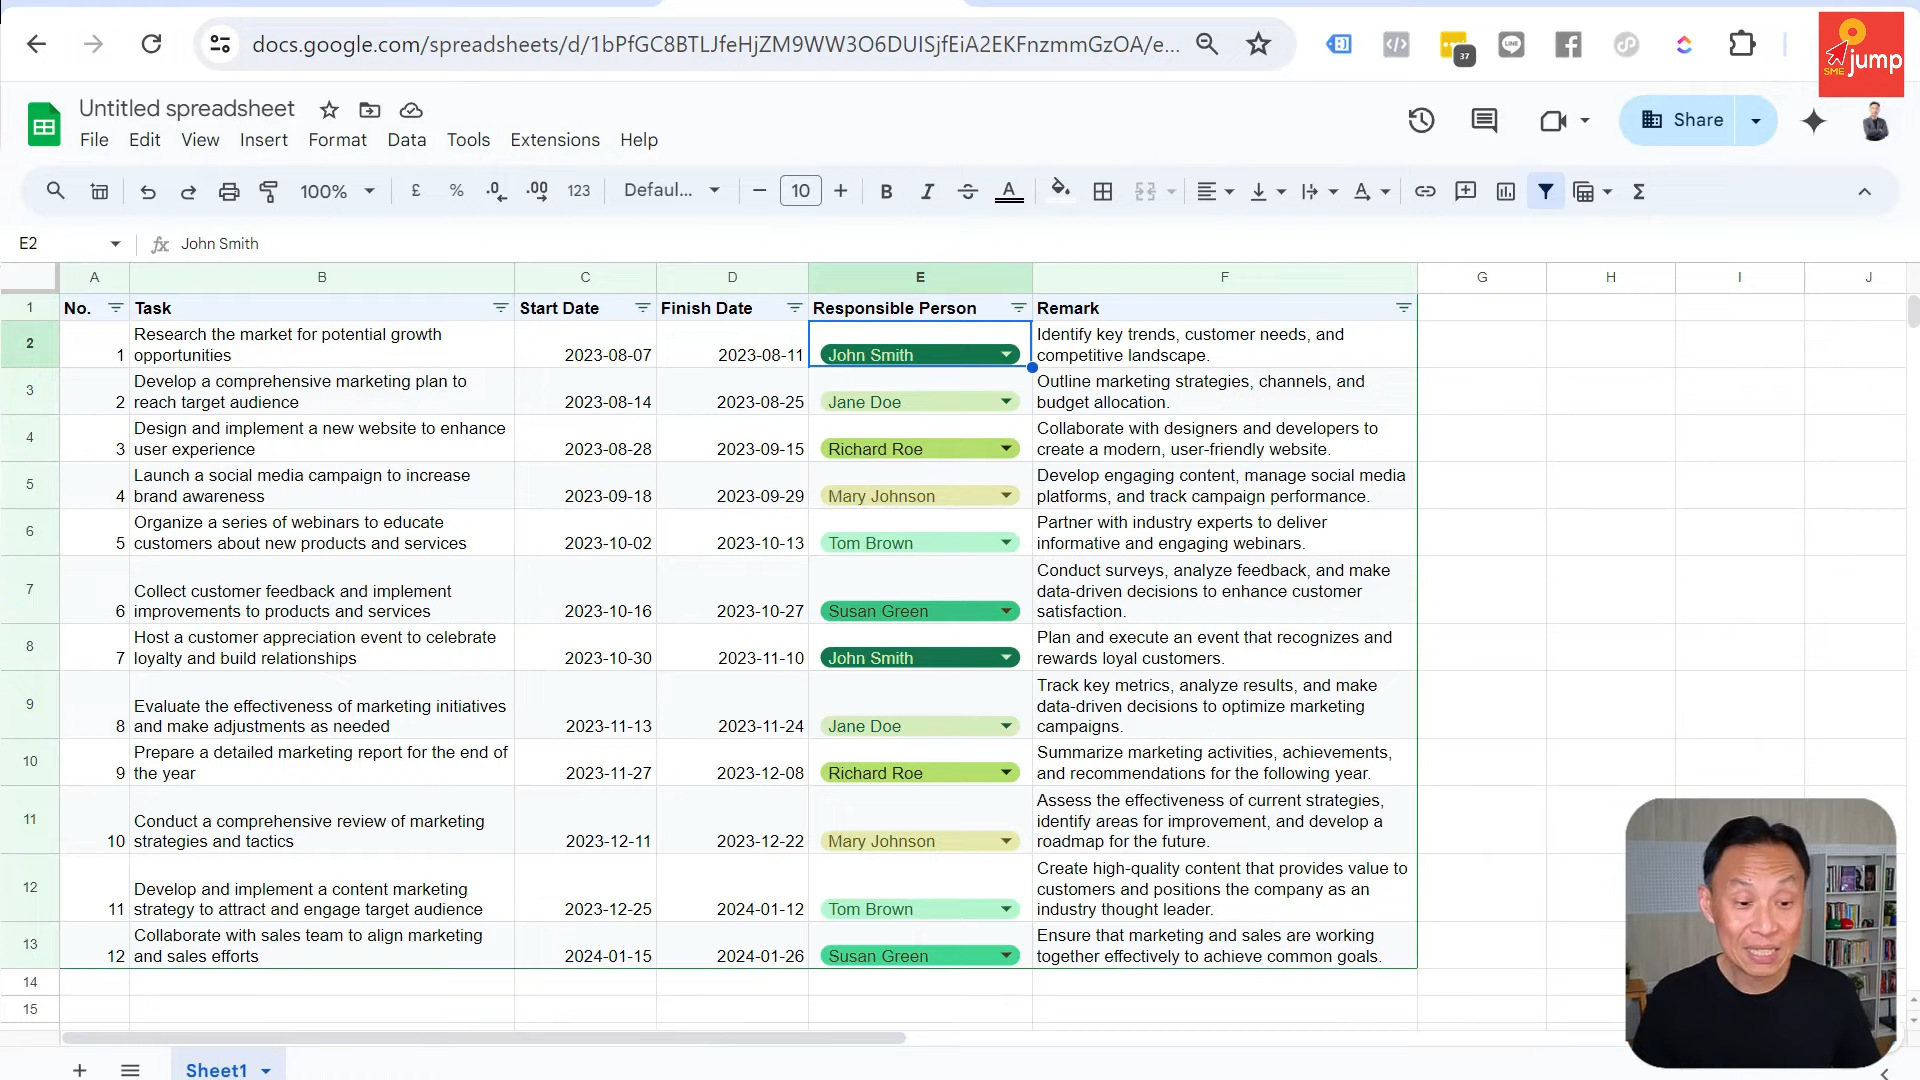 docs.google.com/spreadsheets/d/1bPfGC8BTLJfeHjZM9WW3O6DUISjfEiA2EKFnzmmGzOA/e...
37
SME jump
Untitled spreadsheet
File Edit View Insert Format Data Tools Extensions Help
Share
100% £ % .0 .00 123 Defaul... 10 B I A
E2 fx John Smith
A B C D E F G H I J
1 No. Task Start Date Finish Date Responsible Person Remark
2 1 Research the market for potential growth opportunities 2023-08-07 2023-08-11 John Smith Identify key trends, customer needs, and competitive landscape.
3 2 Develop a comprehensive marketing plan to reach target audience 2023-08-14 2023-08-25 Jane Doe Outline marketing strategies, channels, and budget allocation.
4 3 Design and implement a new website to enhance user experience 2023-08-28 2023-09-15 Richard Roe Collaborate with designers and developers to create a modern, user-friendly website.
5 4 Launch a social media campaign to increase brand awareness 2023-09-18 2023-09-29 Mary Johnson Develop engaging content, manage social media platforms, and track campaign performance.
6 5 Organize a series of webinars to educate customers about new products and services 2023-10-02 2023-10-13 Tom Brown Partner with industry experts to deliver informative and engaging webinars.
7 6 Collect customer feedback and implement improvements to products and services 2023-10-16 2023-10-27 Susan Green Conduct surveys, analyze feedback, and make data-driven decisions to enhance customer satisfaction.
8 7 Host a customer appreciation event to celebrate loyalty and build relationships 2023-10-30 2023-11-10 John Smith Plan and execute an event that recognizes and rewards loyal customers.
9 8 Evaluate the effectiveness of marketing initiatives and make adjustments as needed 2023-11-13 2023-11-24 Jane Doe Track key metrics, analyze results, and make data-driven decisions to optimize marketing campaigns.
10 9 Prepare a detailed marketing report for the end of the year 2023-11-27 2023-12-08 Richard Roe Summarize marketing activities, achievements, and recommendations for the following year.
11 10 Conduct a comprehensive review of marketing strategies and tactics 2023-12-11 2023-12-22 Mary Johnson Assess the effectiveness of current strategies, identify areas for improvement, and develop a roadmap for the future.
12 11 Develop and implement a content marketing strategy to attract and engage target audience 2023-12-25 2024-01-12 Tom Brown Create high-quality content that provides value to customers and positions the company as an industry thought leader.
13 12 Collaborate with sales team to align marketing and sales efforts 2024-01-15 2024-01-26 Susan Green Ensure that marketing and sales are working together effectively to achieve common goals.
14
15
Sheet1